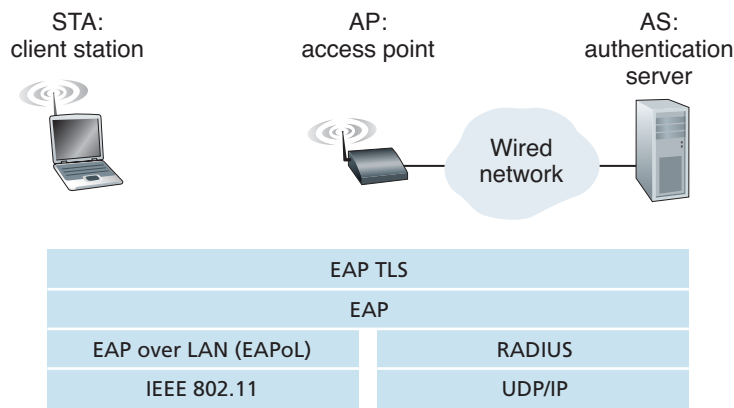 STA:
client station
AP:
access point
AS:
authentication
server
Wired
network
EAP TLS
EAP
EAP over LAN (EAPoL)
RADIUS
IEEE 802.11
UDP/IP